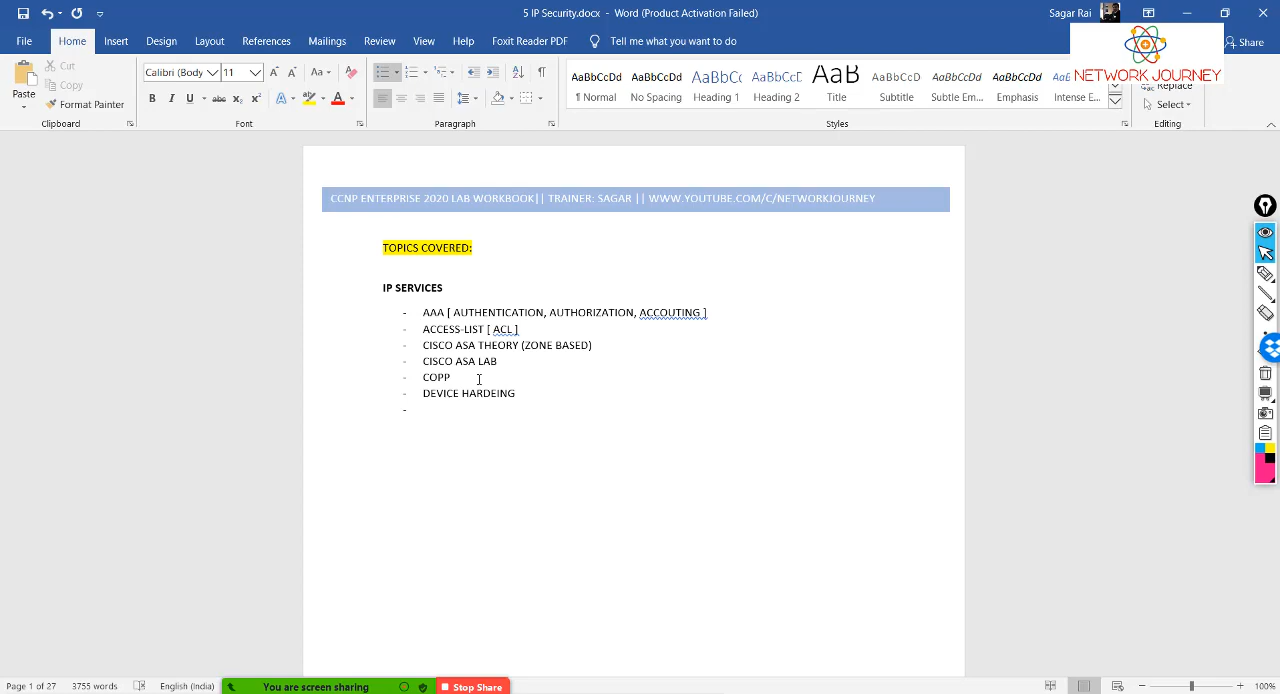 5 IP Security.docx - Word (Product Activation Failed)
Sagar Rai
File Home Insert Design Layout References Mailings Review View Help Foxit Reader PDF Tell me what you want to do
Share
NETWORK JOURNEY
Paste
Cut
Copy
Format Painter
Calibri (Body 11
Aa
B I U abc x₂ x² A A
AaBbCcDd AaBbCcDd AaBbCc AaBbCcC AaB AaBbCcD AaBbCcDd AaBbCcDd
¶ Normal No Spacing Heading 1 Heading 2 Title Subtitle Subtle Em... Emphasis Intense E...
Replace
Select
Clipboard Font Paragraph Styles Editing
CCNP ENTERPRISE 2020 LAB WORKBOOK|| TRAINER: SAGAR || WWW.YOUTUBE.COM/C/NETWORKJOURNEY
TOPICS COVERED:
IP SERVICES
- AAA [ AUTHENTICATION, AUTHORIZATION, ACCOUTING ]
- ACCESS-LIST [ ACL ]
- CISCO ASA THEORY (ZONE BASED)
- CISCO ASA LAB
- COPP
- DEVICE HARDEING
-
Page 1 of 27 3755 words English (India) You are screen sharing Stop Share 100%